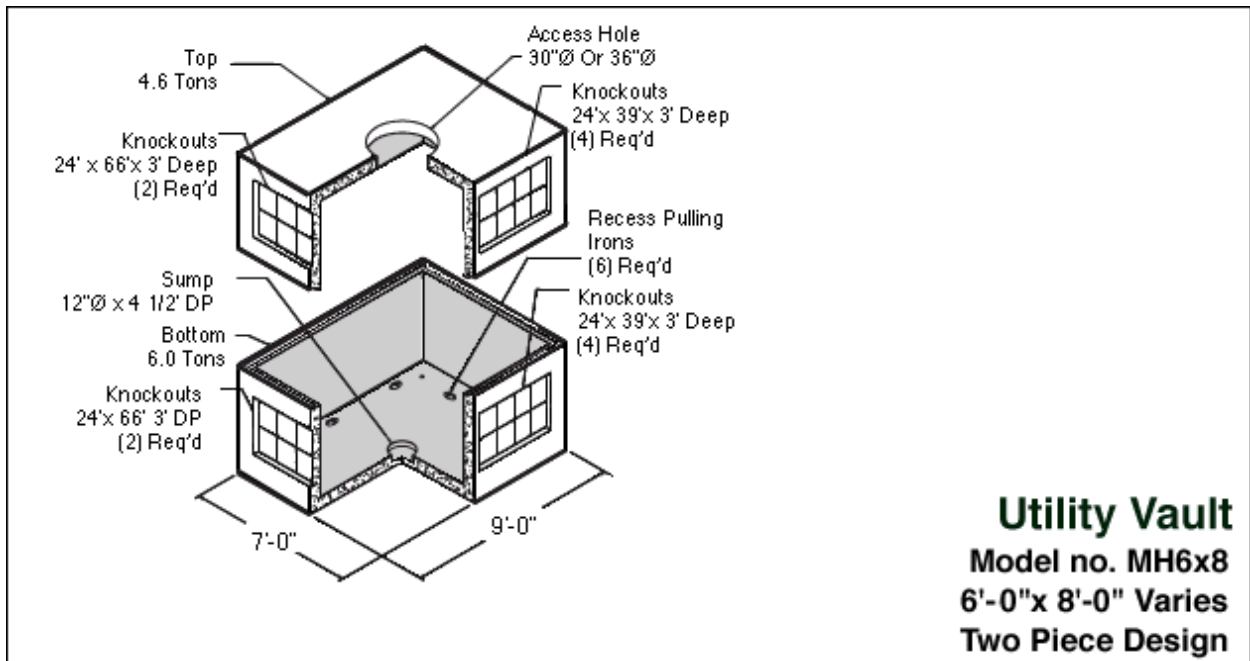 Access Hole
30"Ø Or 36"Ø
Top
4.6 Tons
Knockouts
24'x 39'x 3' Deep
(4) Req'd
Knockouts
24' x 66'x 3' Deep
(2) Req'd
Recess Pulling
Irons
(6) Req'd
Sump
12"Ø x 4 1/2' DP
Knockouts
24'x 39'x 3' Deep
(4) Req'd
Bottom
6.0 Tons
Knockouts
24'x 66' 3' DP
(2) Req'd
7'-0"
9'-0"
Utility Vault
Model no. MH6x8
6'-0"x 8'-0" Varies
Two Piece Design